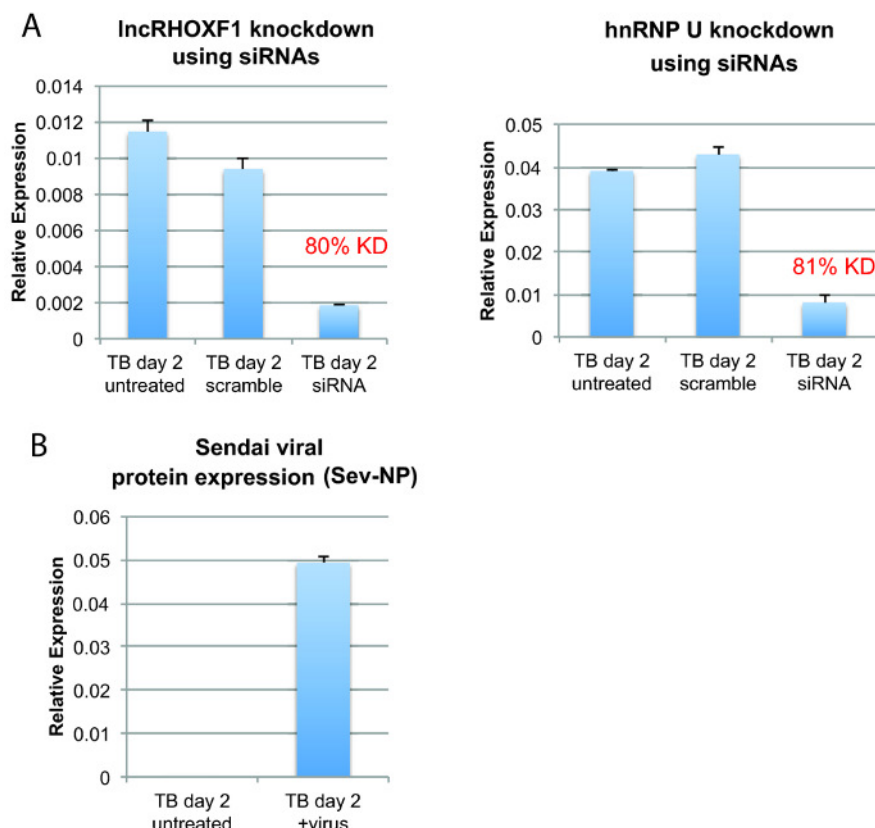 A
lncRHOXF1 knockdown
using siRNAs
Relative Expression
0.014
0.012
0.01
0.008
0.006
0.004
0.002
0
80% KD
TB day 2
untreated
TB day 2
scramble
TB day 2
siRNA
hnRNP U knockdown
using siRNAs
Relative Expression
0.05
0.04
0.03
0.02
0.01
0
81% KD
TB day 2
untreated
TB day 2
scramble
TB day 2
siRNA
B
Sendai viral
protein expression (Sev-NP)
Relative Expression
0.06
0.05
0.04
0.03
0.02
0.01
0
TB day 2
untreated
TB day 2
+virus